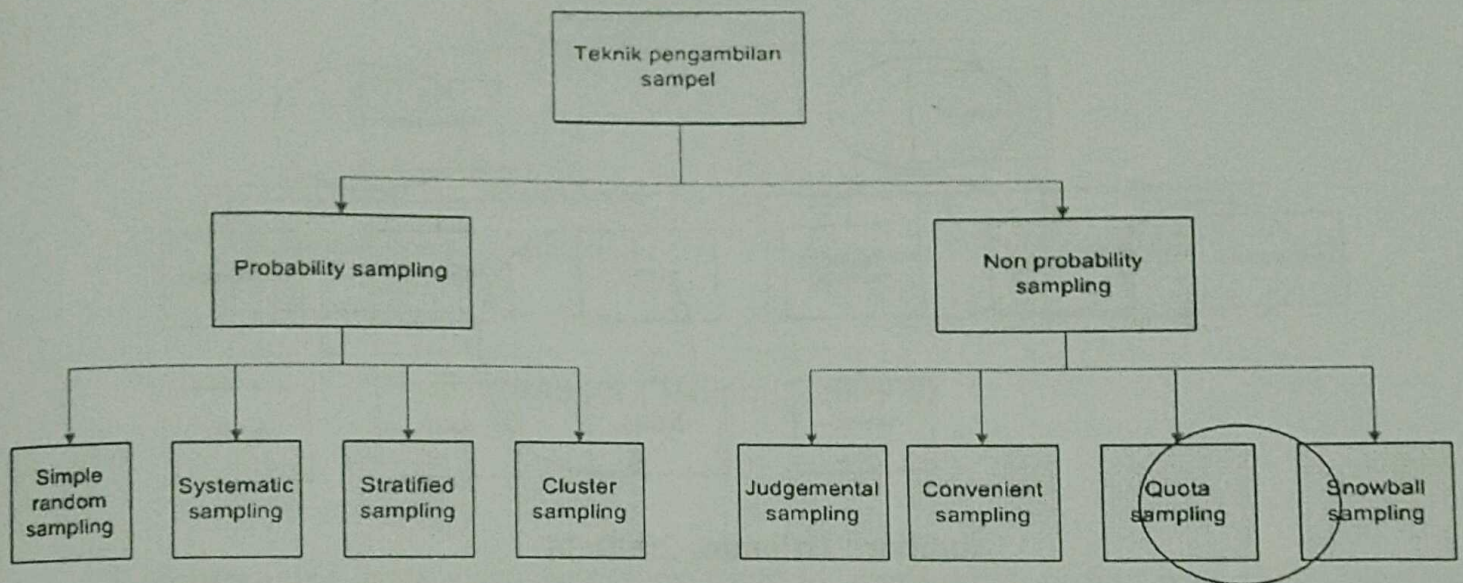 Teknik pengambilan
sampel
Probability sampling
Non probability
sampling
Simple
random
sampling
Systematic
sampling
Stratified
sampling
Cluster
sampling
Judgemental
sampling
Convenient
sampling
Quota
sampling
Snowball
sampling